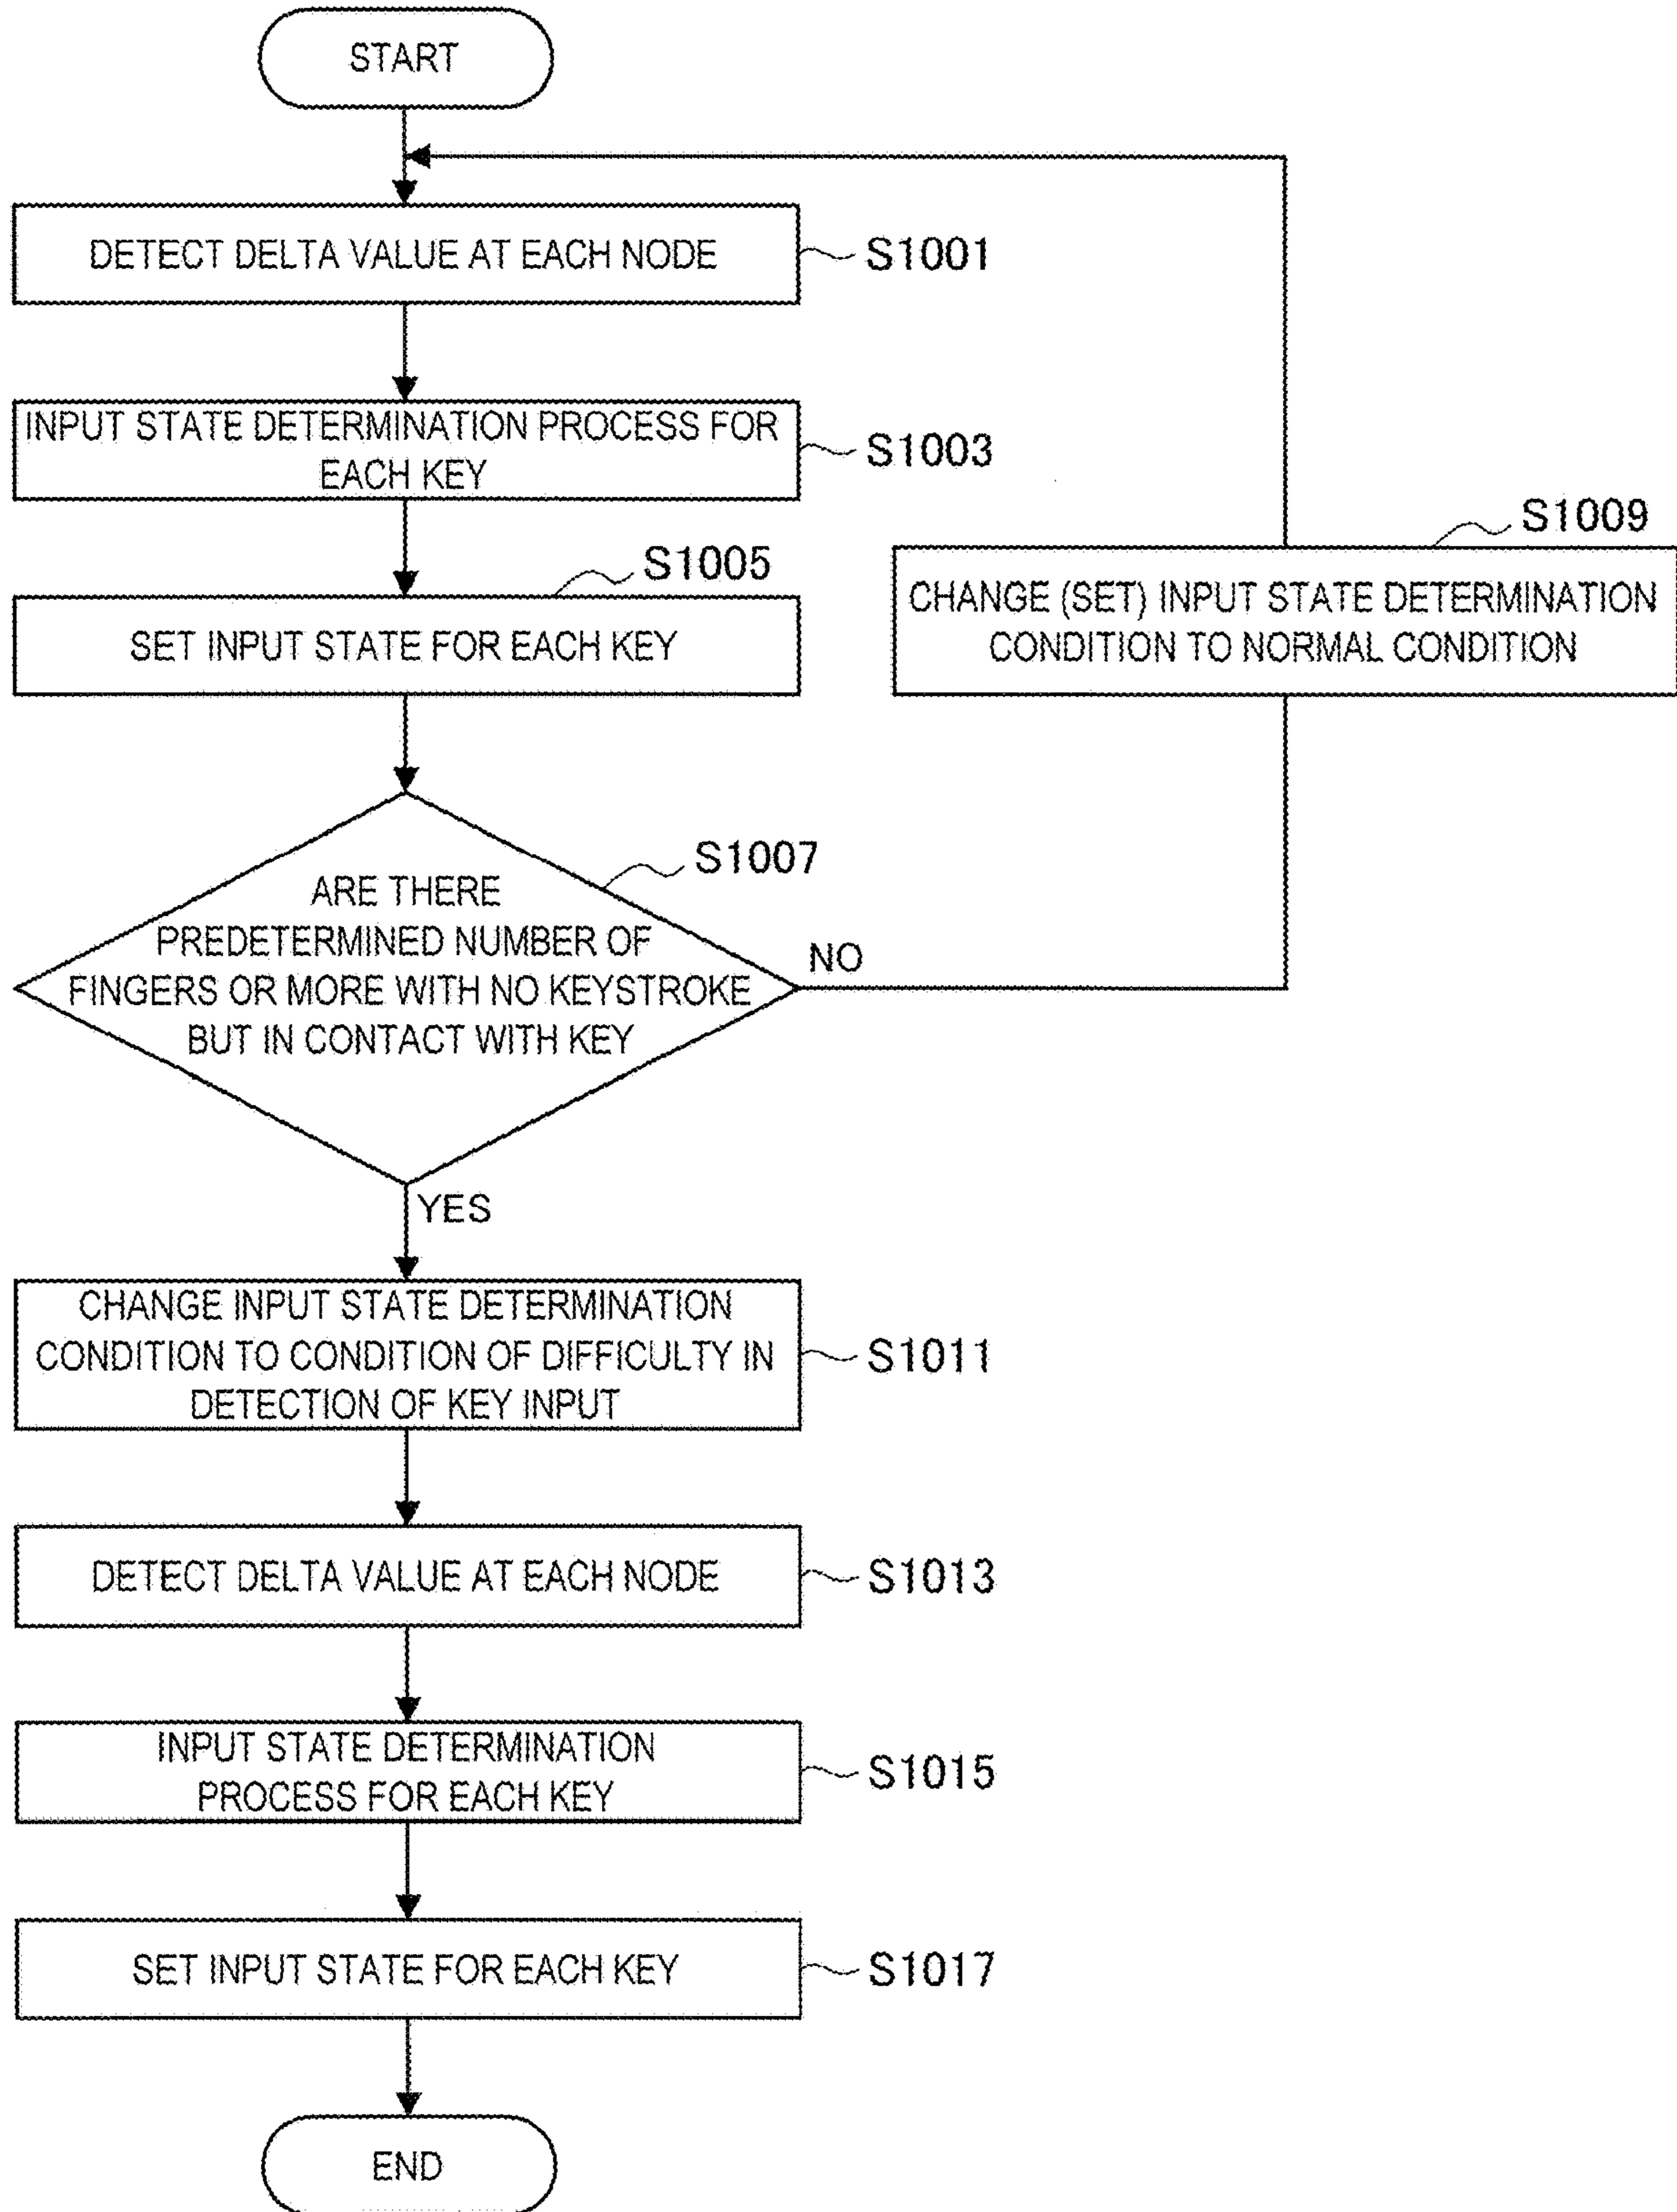 START
DETECT DELTA VALUE AT EACH NODE
S1001
INPUT STATE DETERMINATION PROCESS FOR
EACH KEY
S1003
S1005
SET INPUT STATE FOR EACH KEY
S1009
CHANGE (SET) INPUT STATE DETERMINATION
CONDITION TO NORMAL CONDITION
S1007
ARE THERE
PREDETERMINED NUMBER OF
FINGERS OR MORE WITH NO KEYSTROKE
BUT IN CONTACT WITH KEY
NO
YES
CHANGE INPUT STATE DETERMINATION
CONDITION TO CONDITION OF DIFFICULTY IN
DETECTION OF KEY INPUT
S1011
DETECT DELTA VALUE AT EACH NODE
S1013
INPUT STATE DETERMINATION
PROCESS FOR EACH KEY
S1015
SET INPUT STATE FOR EACH KEY
S1017
END